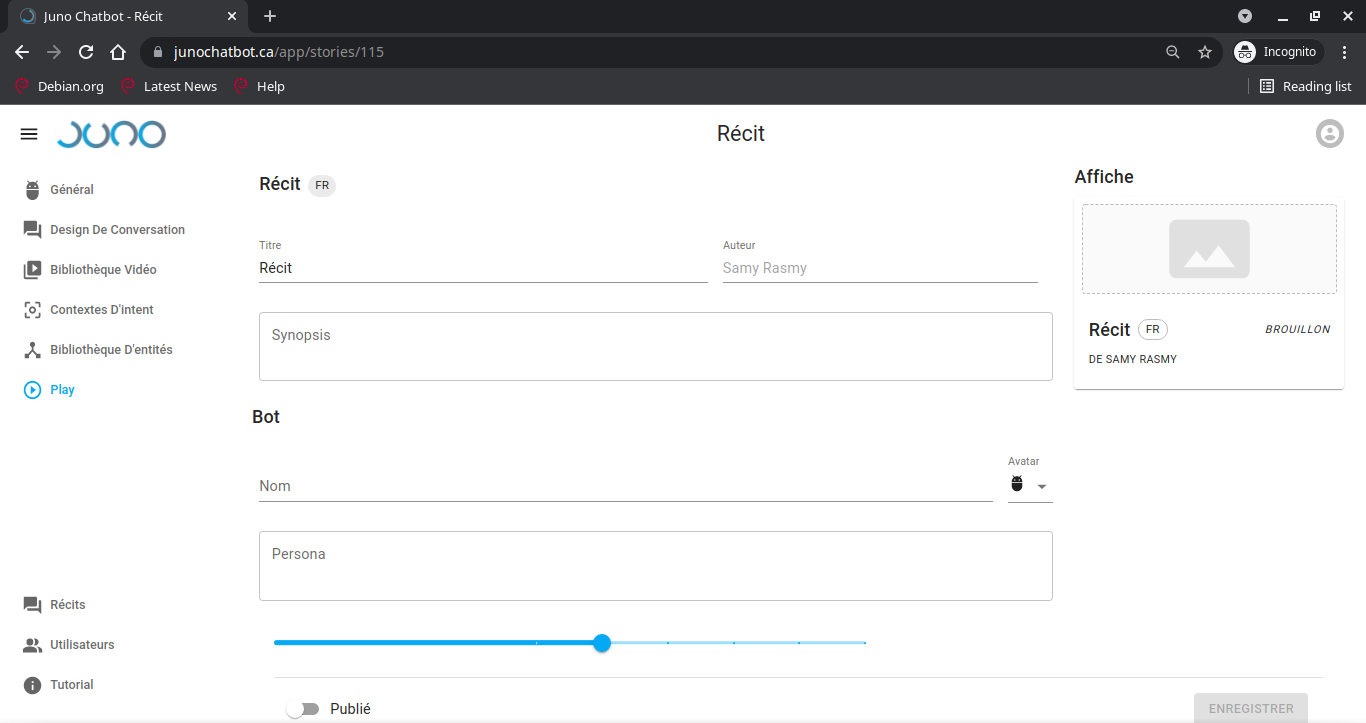 Juno Chatbot - Récit
junochatbot.ca/app/stories/115
Incognito
Debian.org
Latest News
Help
Reading list
JUNO
Récit
Général
Design De Conversation
Bibliothèque Vidéo
Contextes D'intent
Bibliothèque D'entités
Play
Récits
Utilisateurs
Tutorial
Récit FR
Titre
Récit
Auteur
Samy Rasmy
Synopsis
Bot
Nom
Avatar
Persona
Publié
ENREGISTRER
Affiche
Récit FR
BROUILLON
DE SAMY RASMY